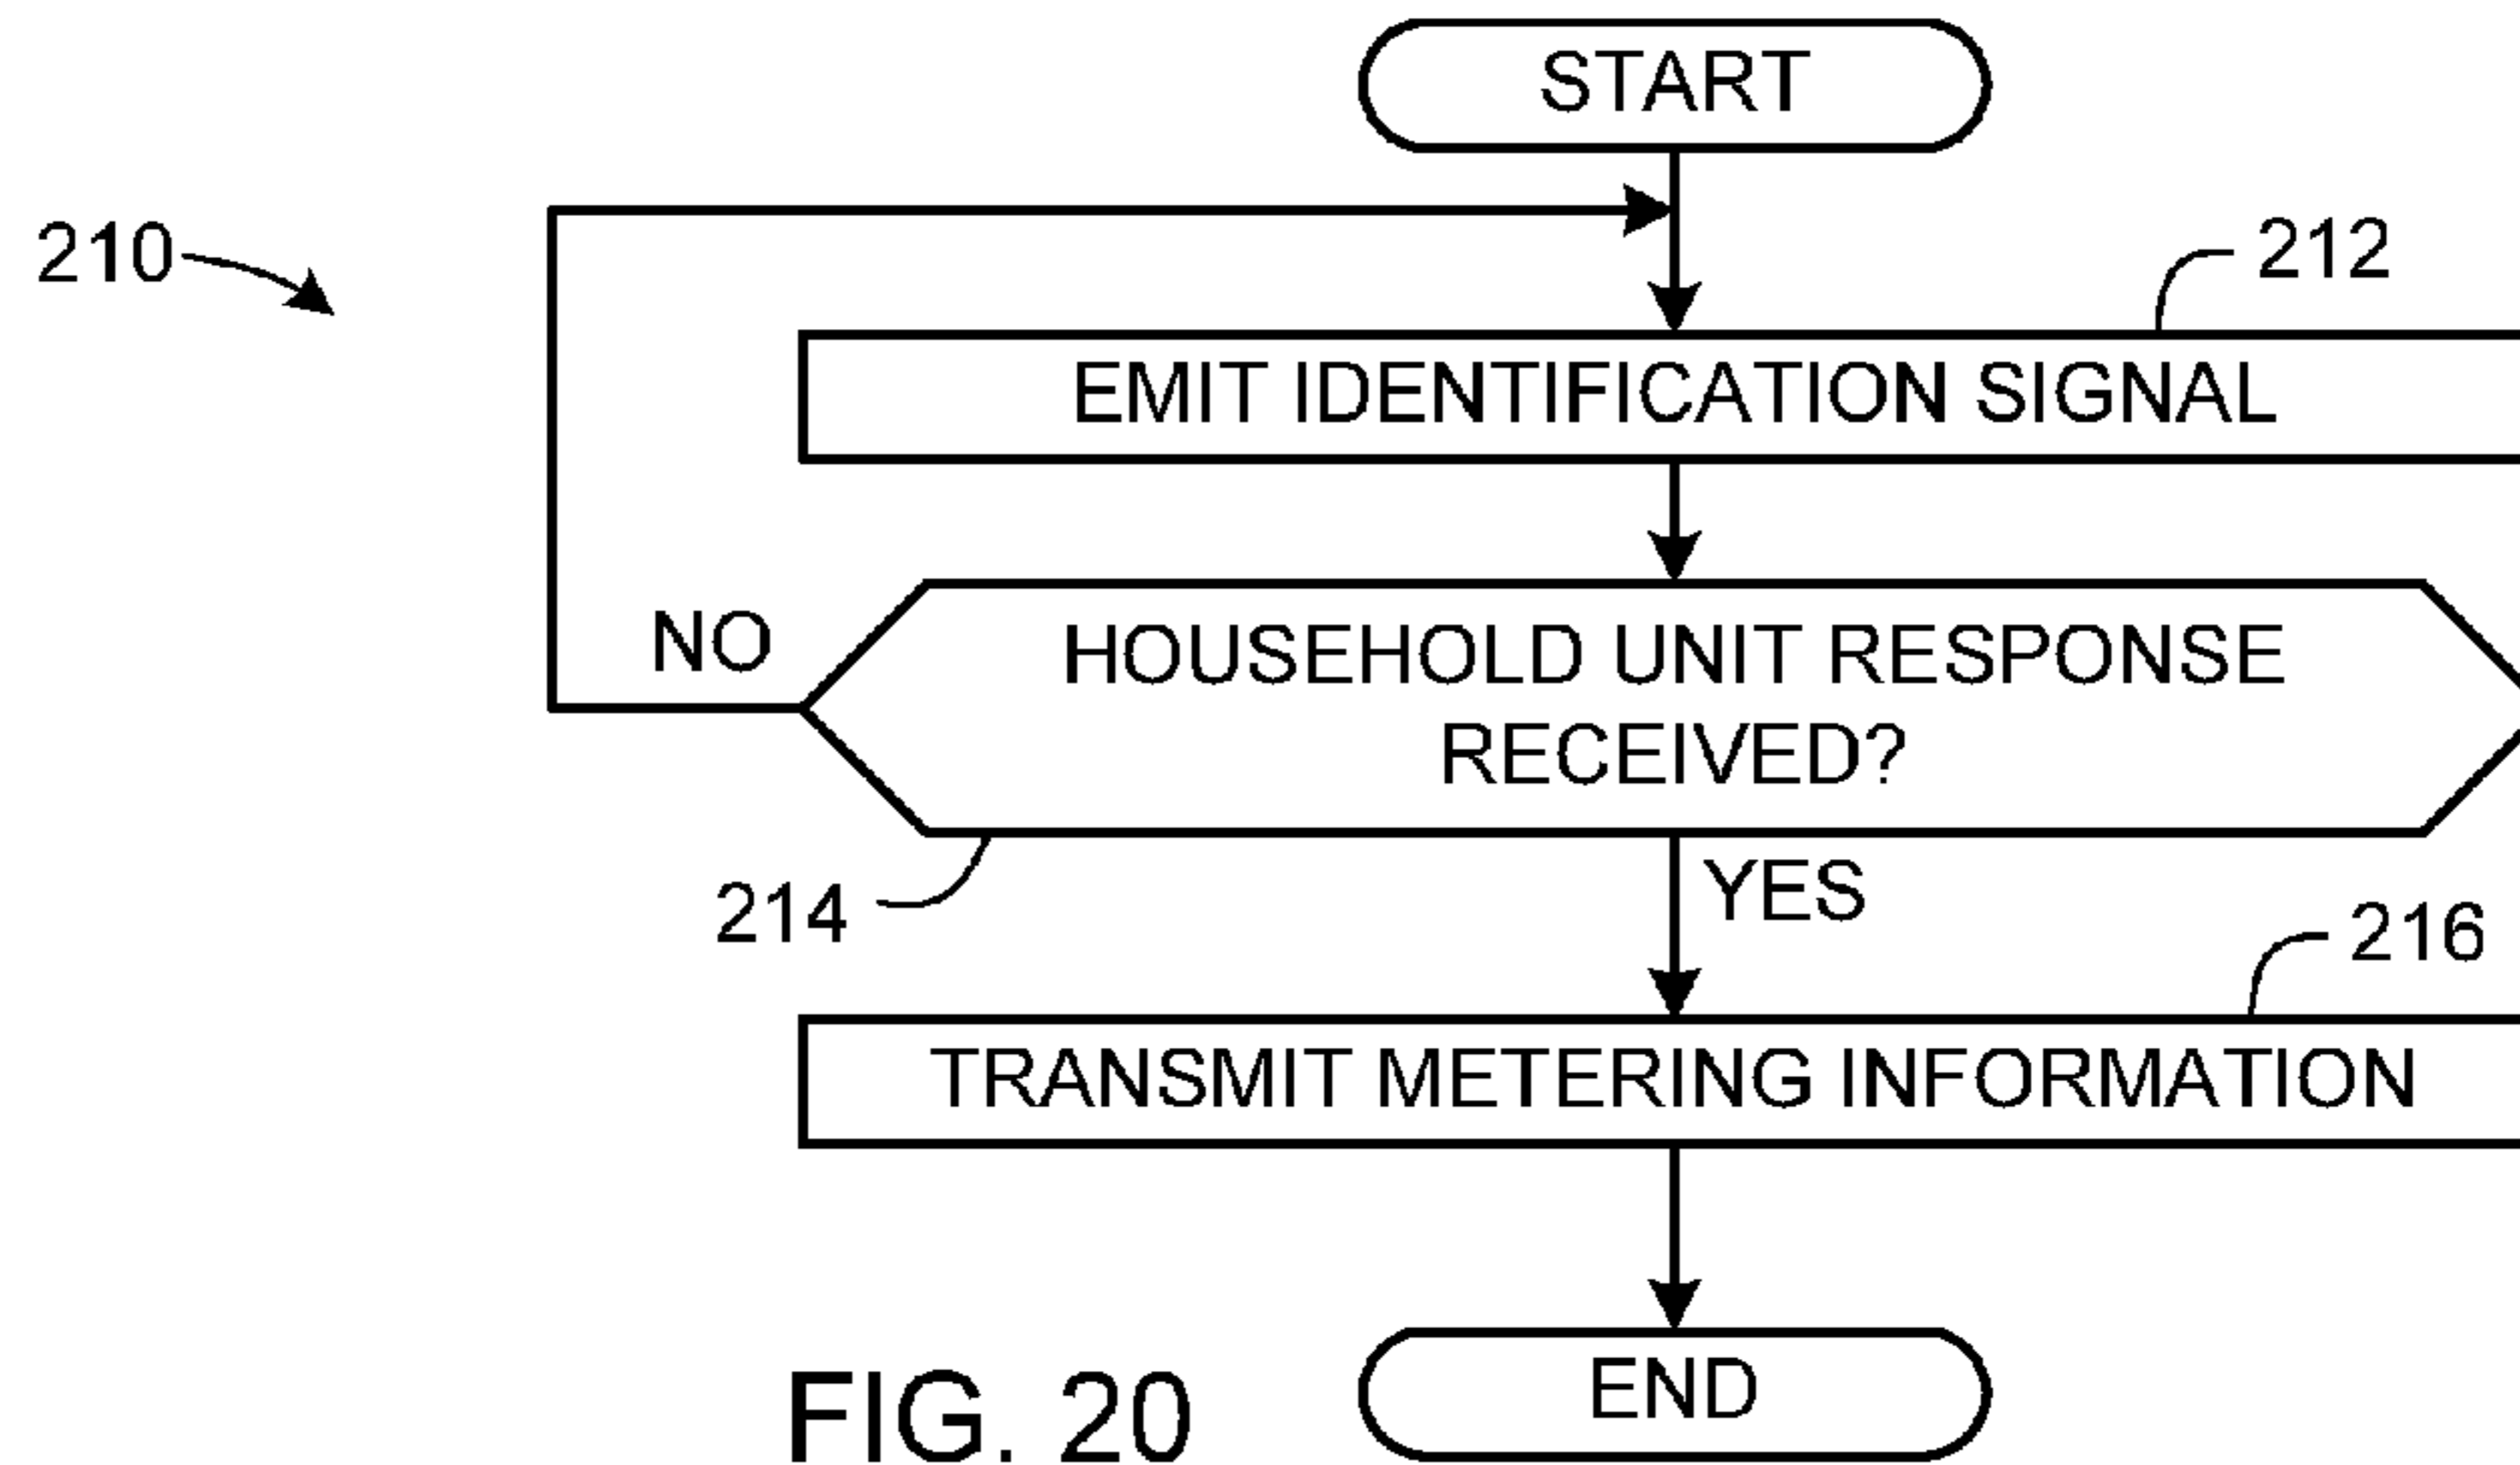 START
210
212
EMIT IDENTIFICATION SIGNAL
NO
HOUSEHOLD UNIT RESPONSE
RECEIVED?
214
YES
216
TRANSMIT METERING INFORMATION
END
FIG. 20